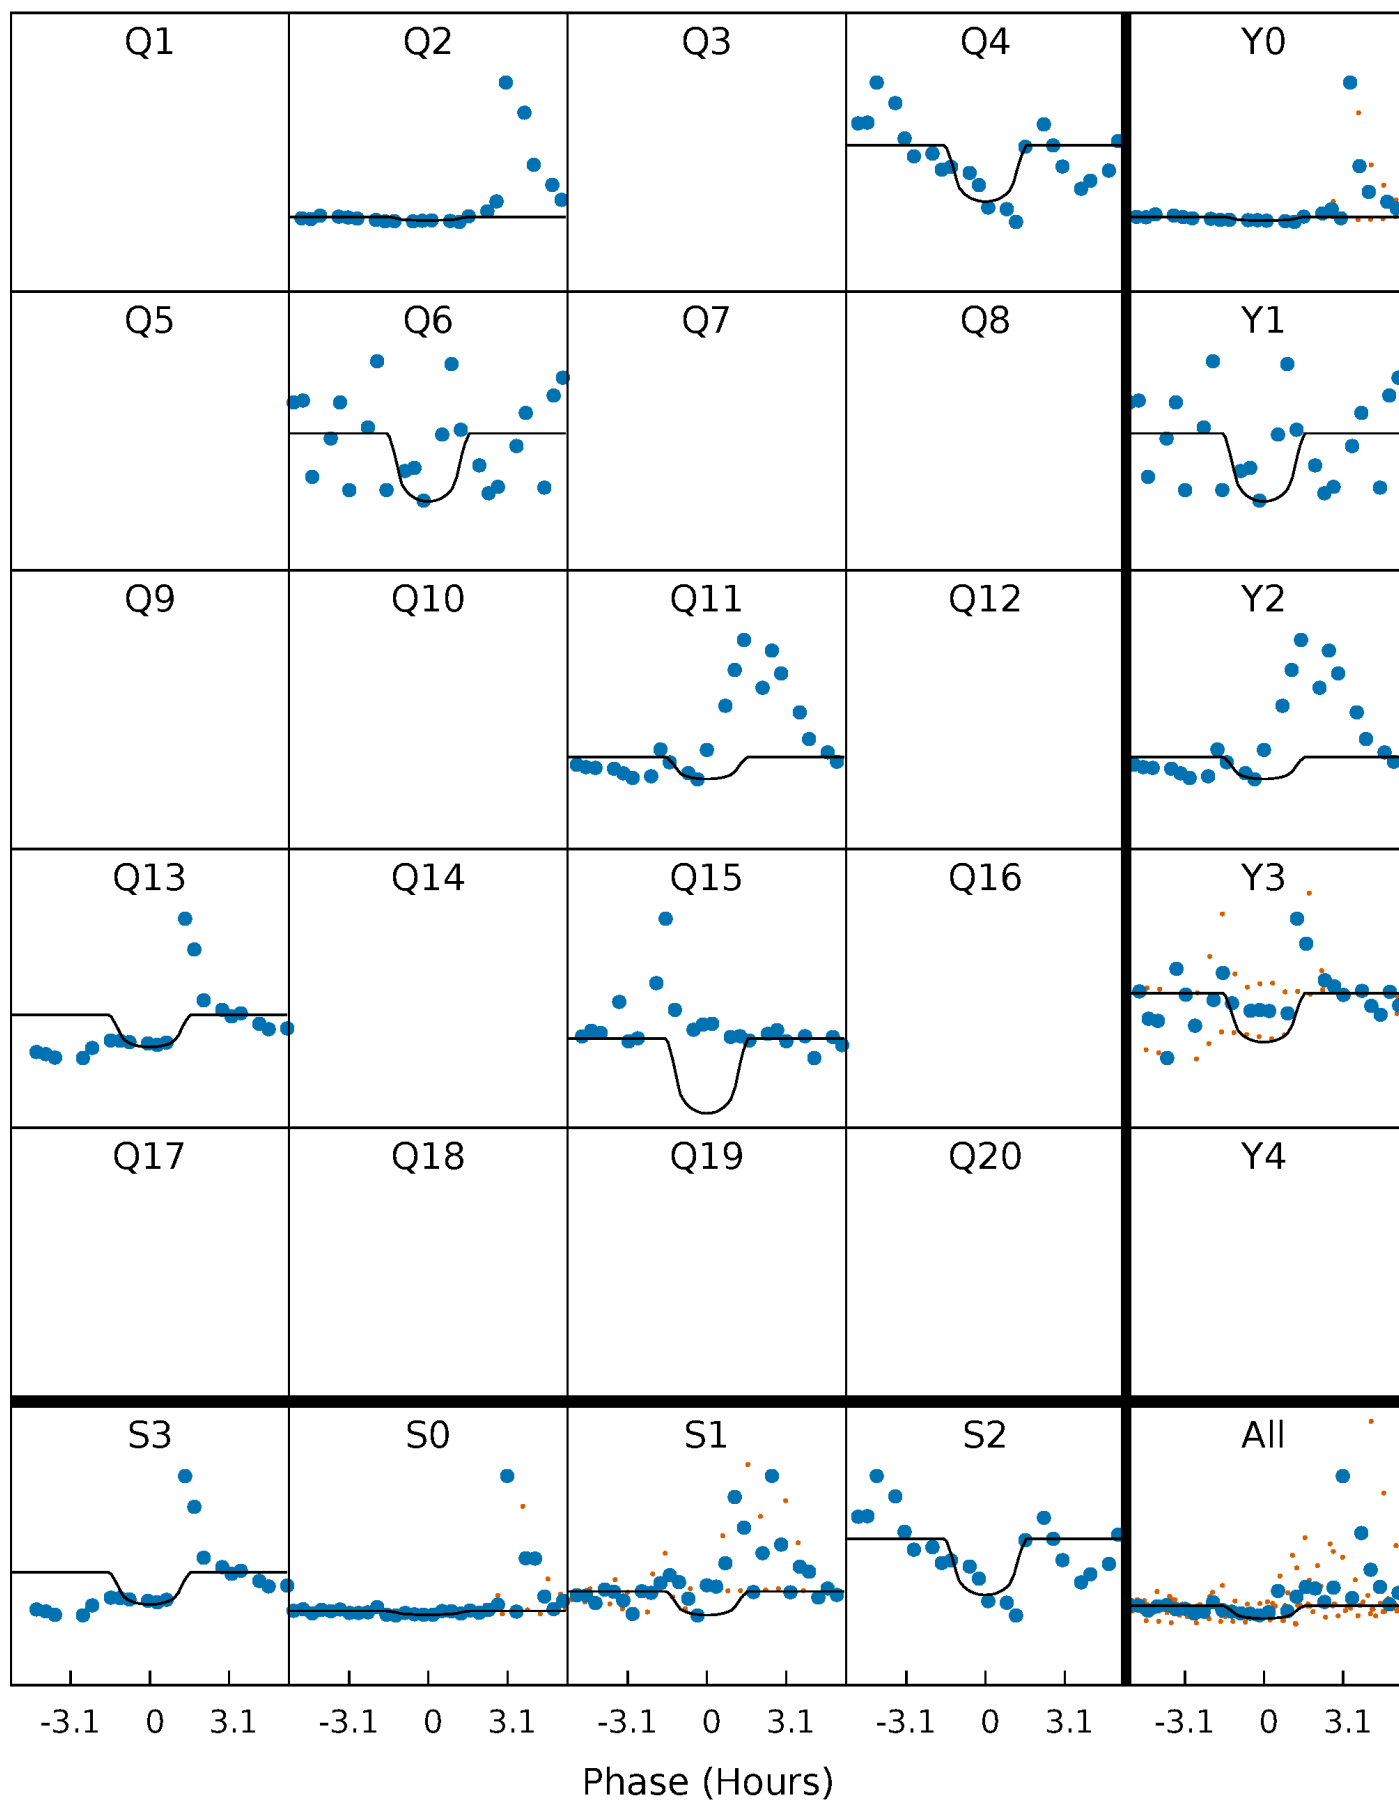 Q1 Q2 Q3 Q4 Y0
Q5 Q6 Q7 Q8 Y1
Q9 Q10 Q11 Q12 Y2
Q13 Q14 Q15 Q16 Y3
Q17 Q18 Q19 Q20 Y4
S3 S0 S1 S2 All
-3.1 0 3.1 -3.1 0 3.1 -3.1 0 3.1 -3.1 0 3.1 -3.1 0 3.1
Phase (Hours)